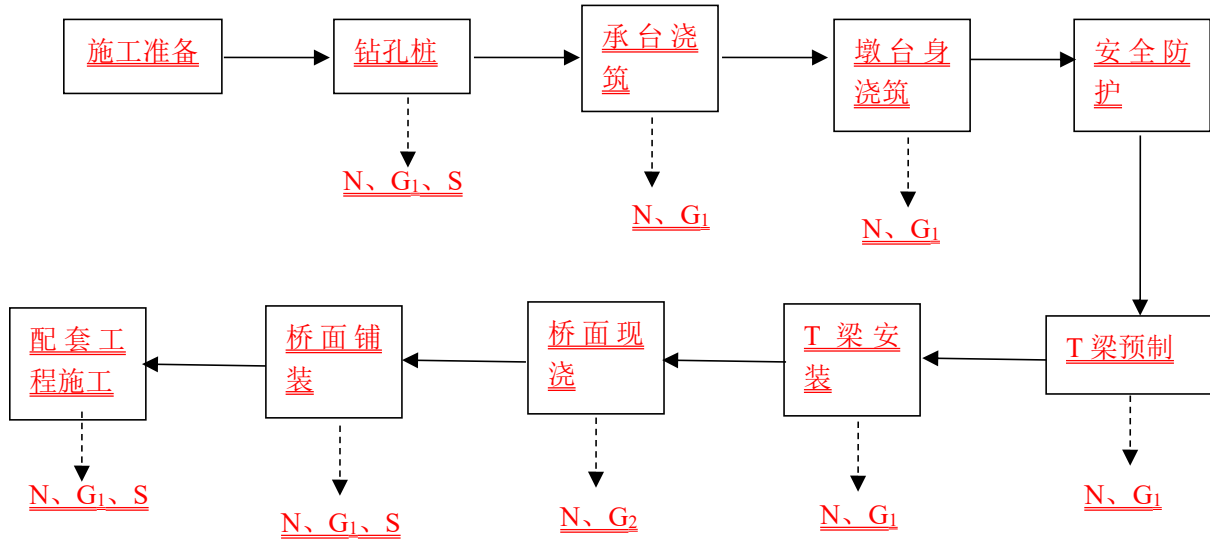 施工准备
钻孔桩
承台浇
筑
墩台身
浇筑
安全防
护
N、G₁、S
N、G₁
N、G₁
配套工
程施工
桥面铺
装
桥面现
浇
T 梁安
装
T 梁预制
N、G₁、S
N、G₁、S
N、G₂
N、G₁
N、G₁